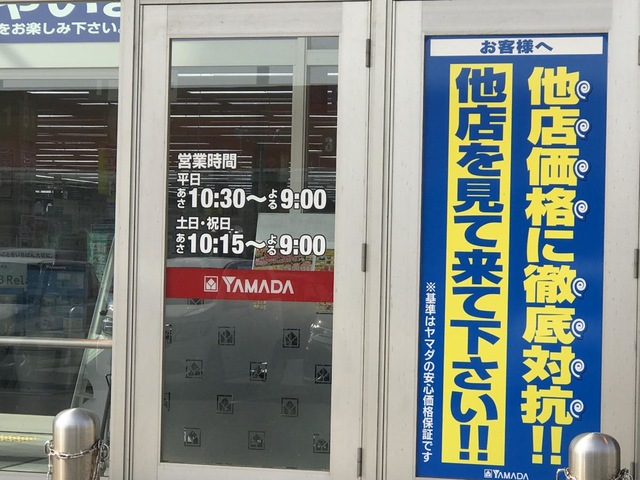 をお楽しみ下さい。
営業時間
平日
あさ10:30〜よる9:00
土日・祝日
あさ10:15〜よる9:00
YAMADA
お客様へ
他店価格に徹底対抗!!
他店を見て来て下さい!!
※基準はヤマダの安心価格保証です
YAMADA